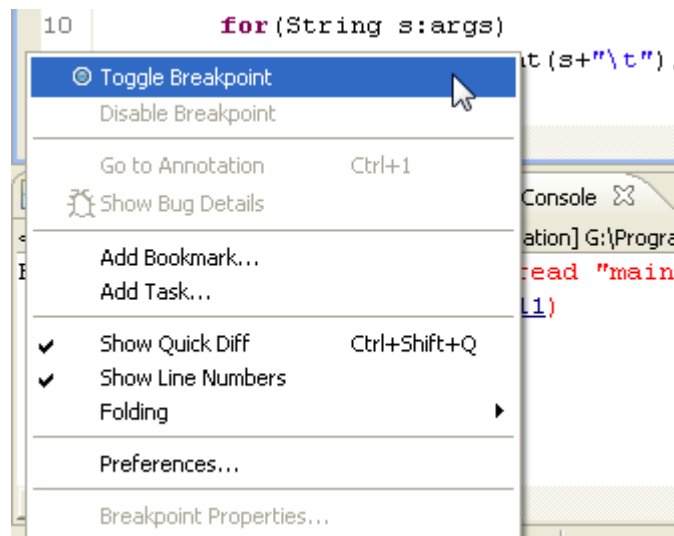 10 for(String s:args)
Toggle Breakpoint
t(s+"\t")
Disable Breakpoint
Go to Annotation Ctrl+1
Show Bug Details
Console
ation] G:\Progra
Add Bookmark...
read "main
Add Task...
11)
Show Quick Diff Ctrl+Shift+Q
Show Line Numbers
Folding
Preferences...
Breakpoint Properties...